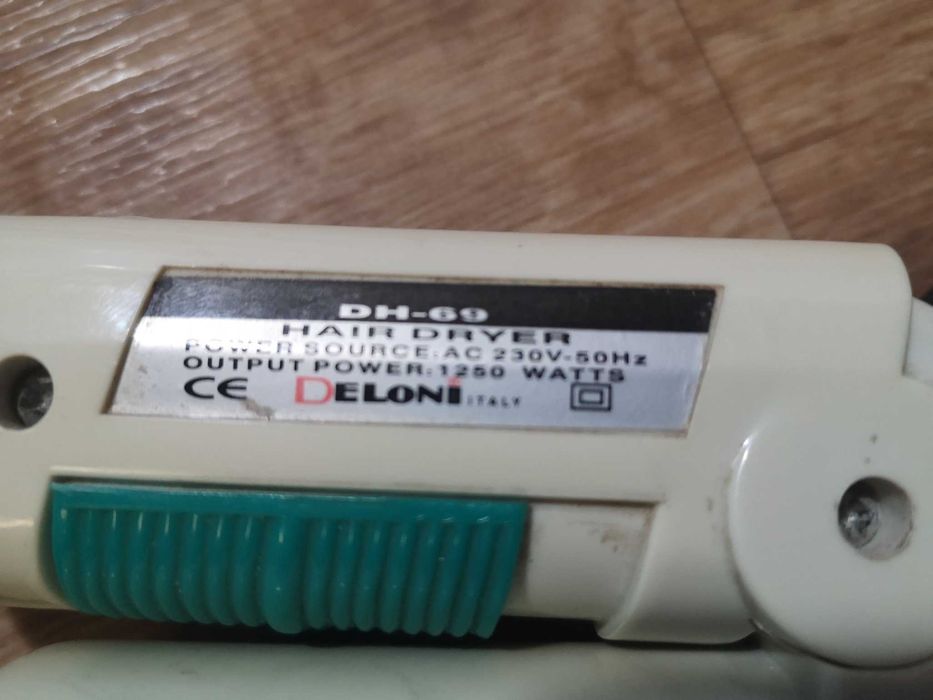 DH-69
HAIR DRYER
POWER SOURCE: AC 230V-50Hz
OUTPUT POWER: 1250 WATTS
CE DELONi ITALY